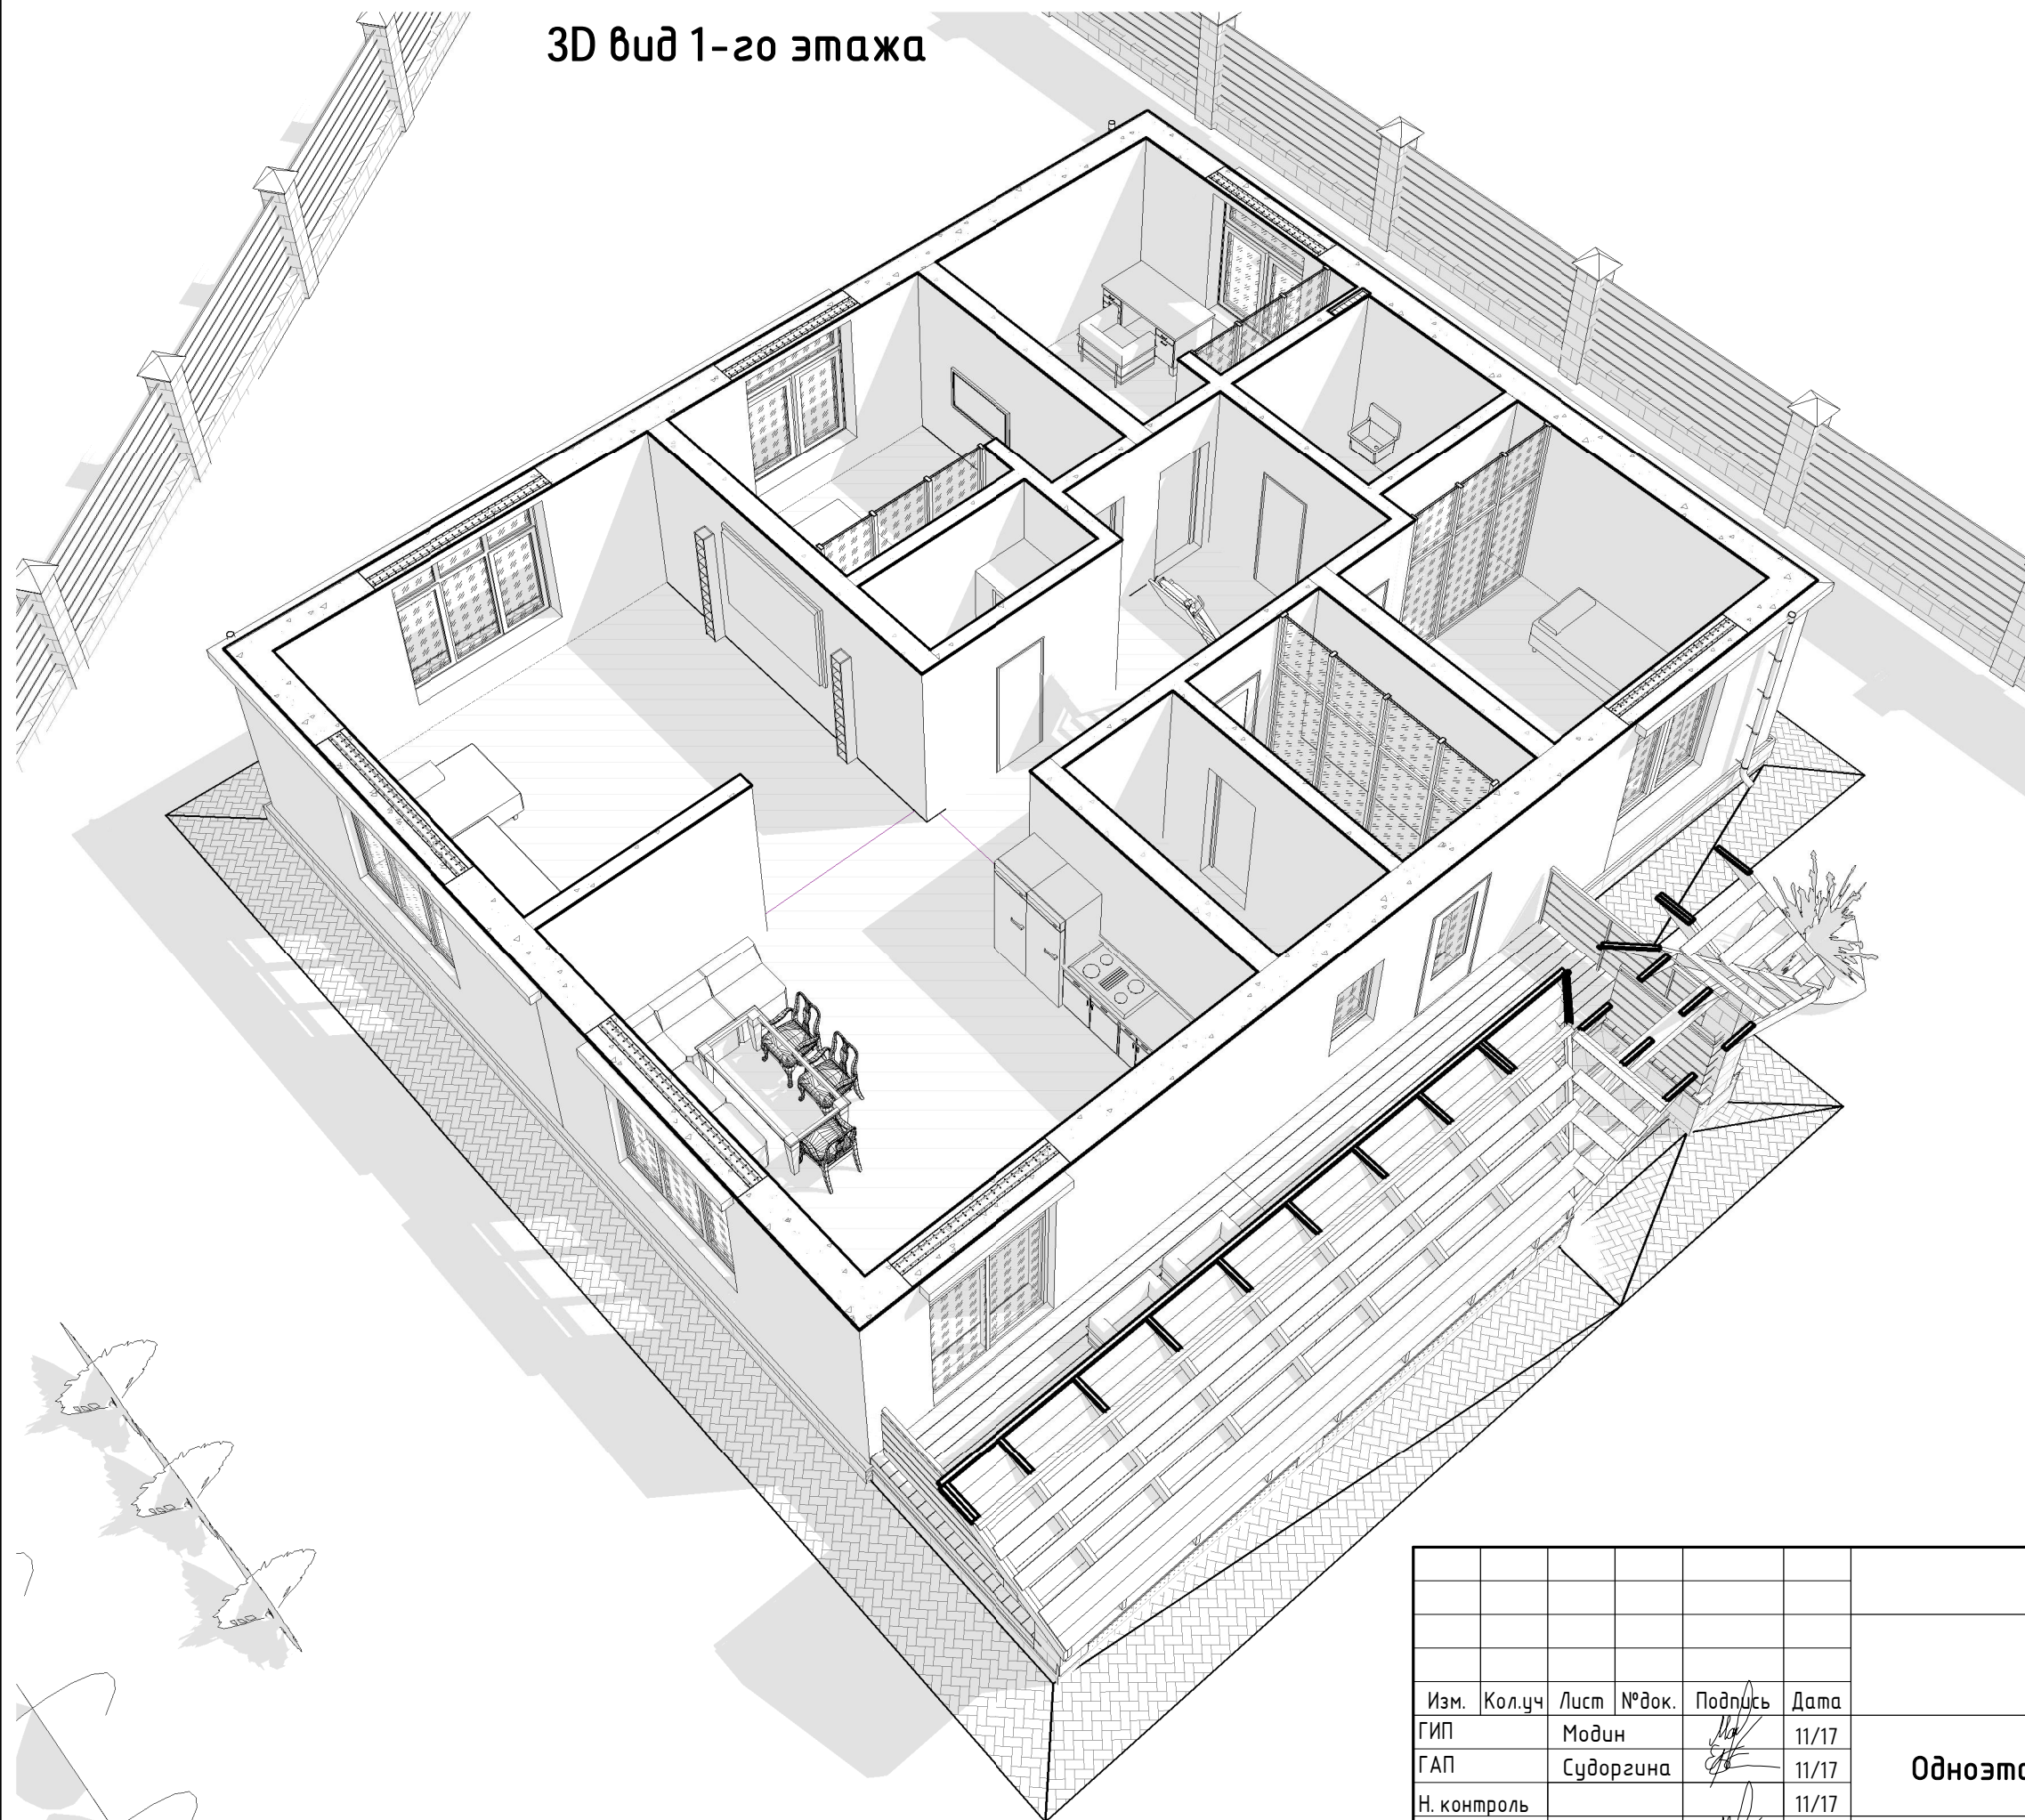 3D вид 1-го этажа
Изм. Кол.уч Лист №док. Подпись Дата
ГИП Модин 11/17
ГАП Судоргина 11/17
Одноэта
Н. контроль 11/17